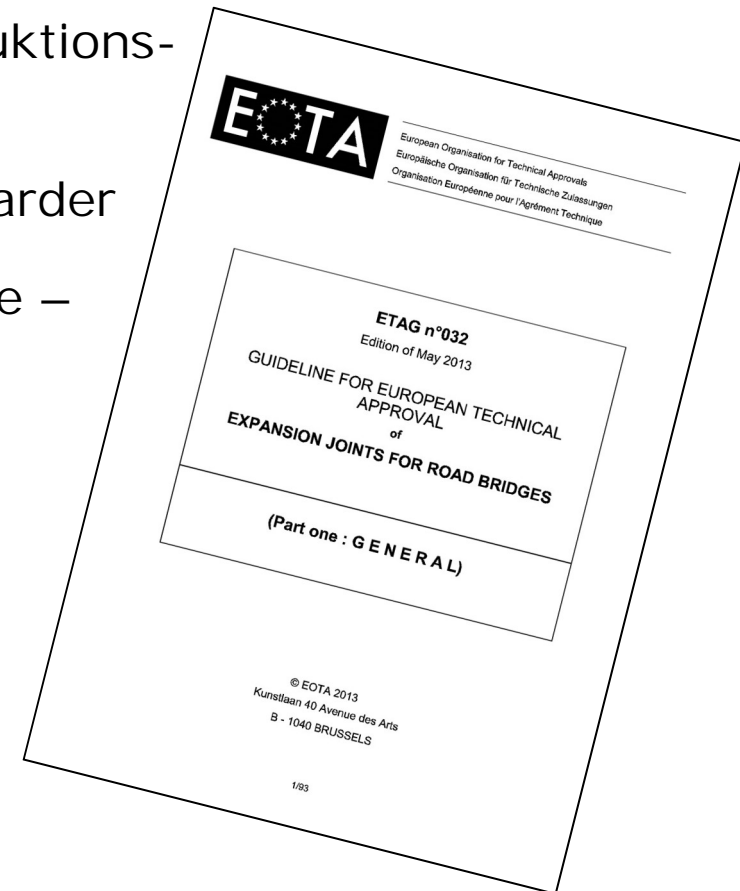 uktions-
arder
e –
EOTA
European Organisation for Technical Approvals
Europäische Organisation für Technische Zulassungen
Organisation Européenne pour l'Agrément Technique
ETAG n°032
Edition of May 2013
GUIDELINE FOR EUROPEAN TECHNICAL
APPROVAL
of
EXPANSION JOINTS FOR ROAD BRIDGES
(Part one : G E N E R A L)
© EOTA 2013
Kunstlaan 40 Avenue des Arts
B - 1040 BRUSSELS
1/93